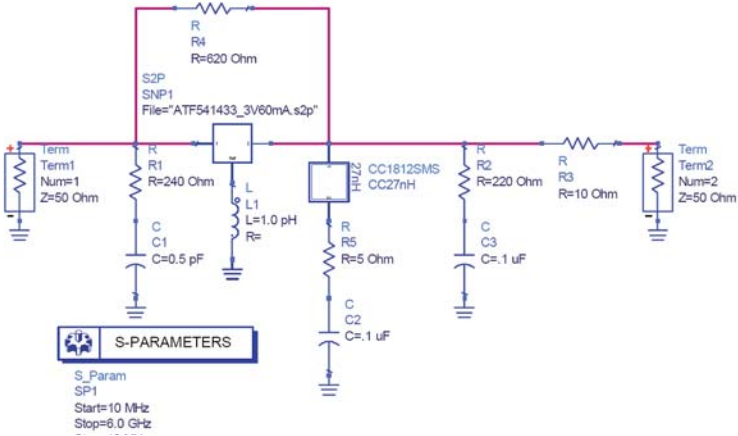 R
R4
R=620 Ohm
S2P
SNP1
File="ATF541433_3V60mA.s2p"
Term
Term1
Num=1
Z=50 Ohm
R
R1
R=240 Ohm
C
C1
C=0.5 pF
L
L1
L=1.0 pH
R=
27nH
CC1812SMS
CC27nH
R
R5
R=5 Ohm
C
C2
C=.1 uF
R
R2
R=220 Ohm
C
C3
C=.1 uF
R
R3
R=10 Ohm
Term
Term2
Num=2
Z=50 Ohm
S-PARAMETERS
S_Param
SP1
Start=10 MHz
Stop=6.0 GHz